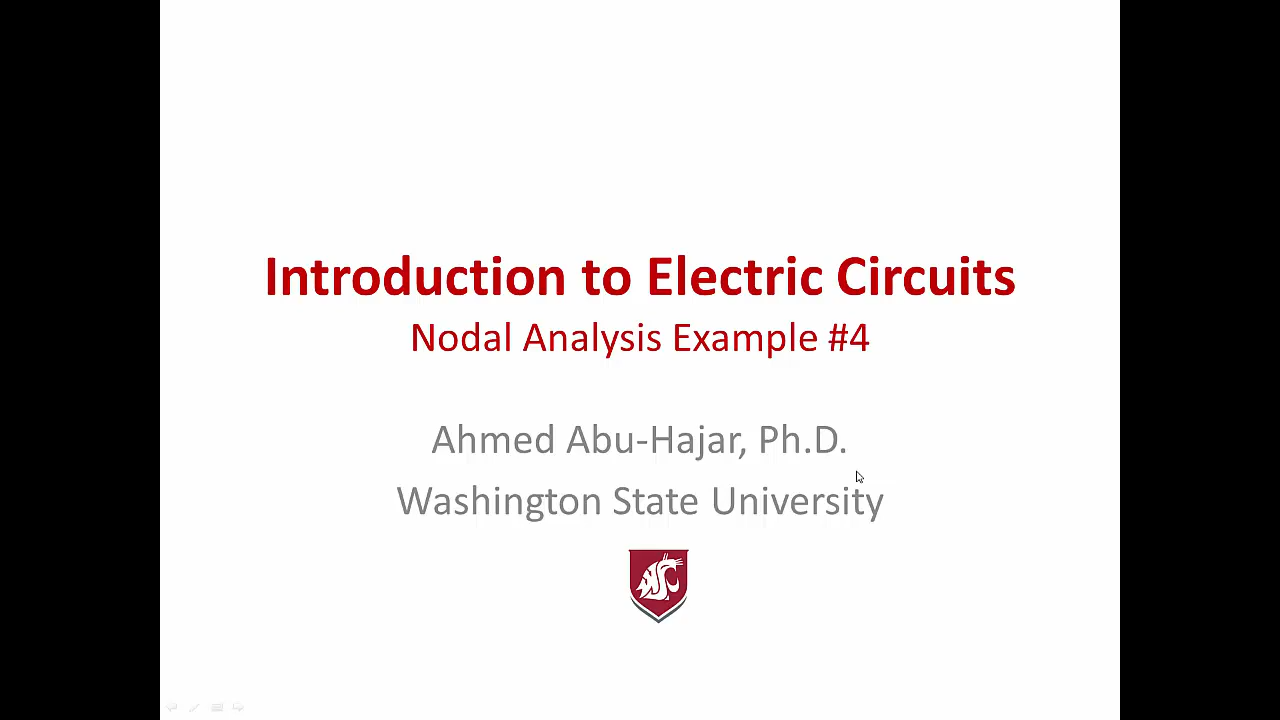 Introduction to Electric Circuits
Nodal Analysis Example #4
Ahmed Abu-Hajar, Ph.D.
Washington State University